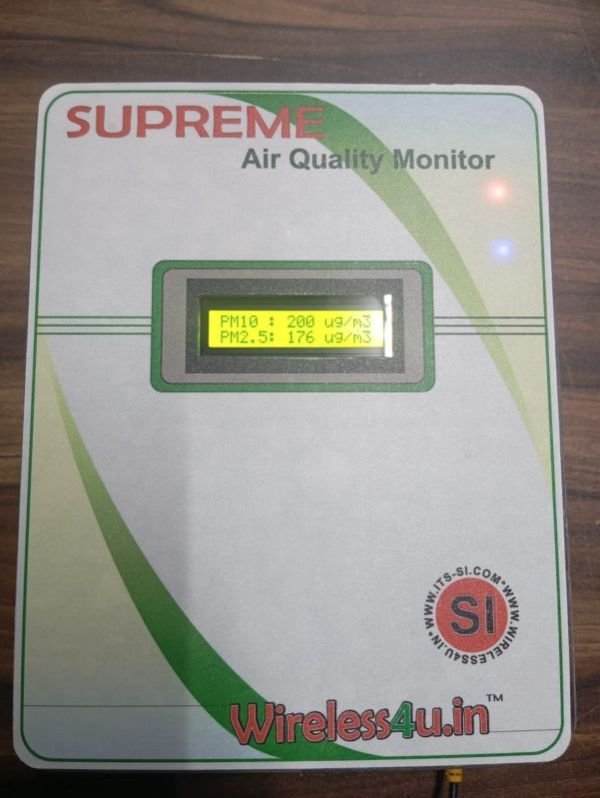 SUPREME
Air Quality Monitor
PM10 : 200 ug/m3
PM2.5: 176 ug/m3
*WWW.ITS-SI.COM*WWW.WIRELESS4U.IN
SI
Wireless4u.in™